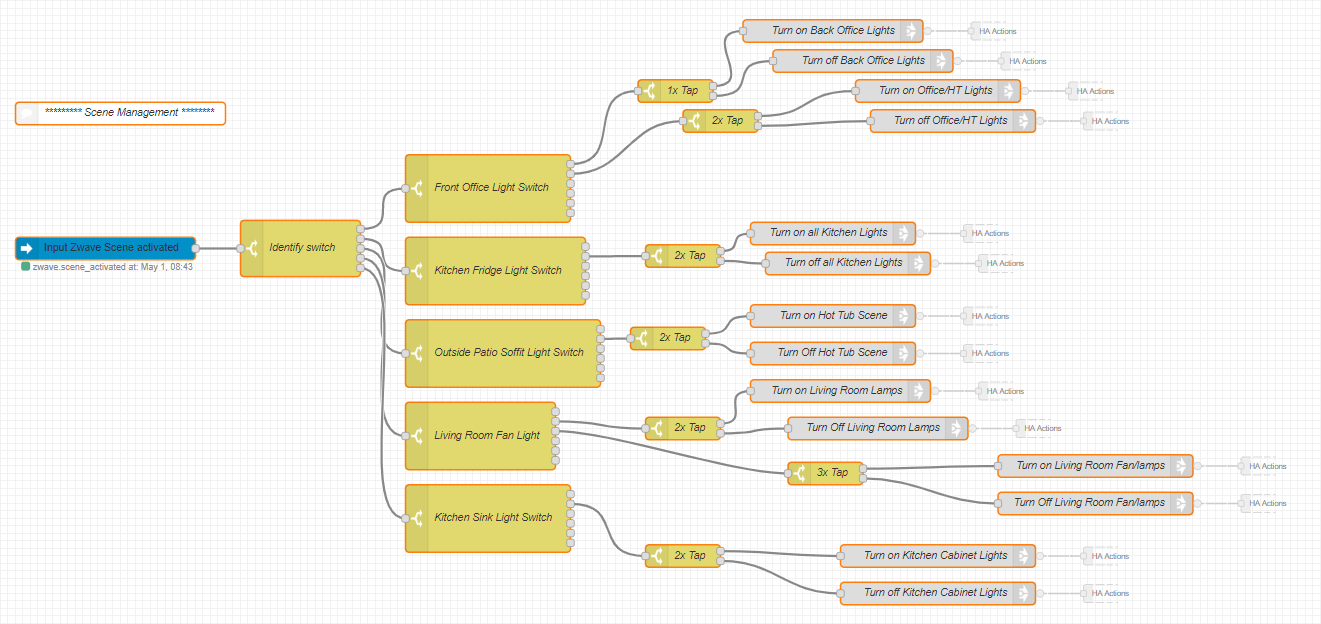 Turn on Back Office Lights
HA Actions
Turn off Back Office Lights
HA Actions
1x Tap
Turn on Office/HT Lights
HA Actions
********* Scene Management ********
2x Tap
Turn off Office/HT Lights
HA Actions
Front Office Light Switch
Input Zwave Scene activated
zwave.scene_activated at: May 1, 08:43
Identify switch
Turn on all Kitchen Lights
HA Actions
Kitchen Fridge Light Switch
2x Tap
Turn off all Kitchen Lights
HA Actions
Turn on Hot Tub Scene
HA Actions
Outside Patio Soffit Light Switch
2x Tap
Turn Off Hot Tub Scene
HA Actions
Turn on Living Room Lamps
HA Actions
Living Room Fan Light
2x Tap
Turn Off Living Room Lamps
HA Actions
3x Tap
Turn on Living Room Fan/lamps
HA Actions
Turn Off Living Room Fan/lamps
HA Actions
Kitchen Sink Light Switch
2x Tap
Turn on Kitchen Cabinet Lights
HA Actions
Turn off Kitchen Cabinet Lights
HA Actions